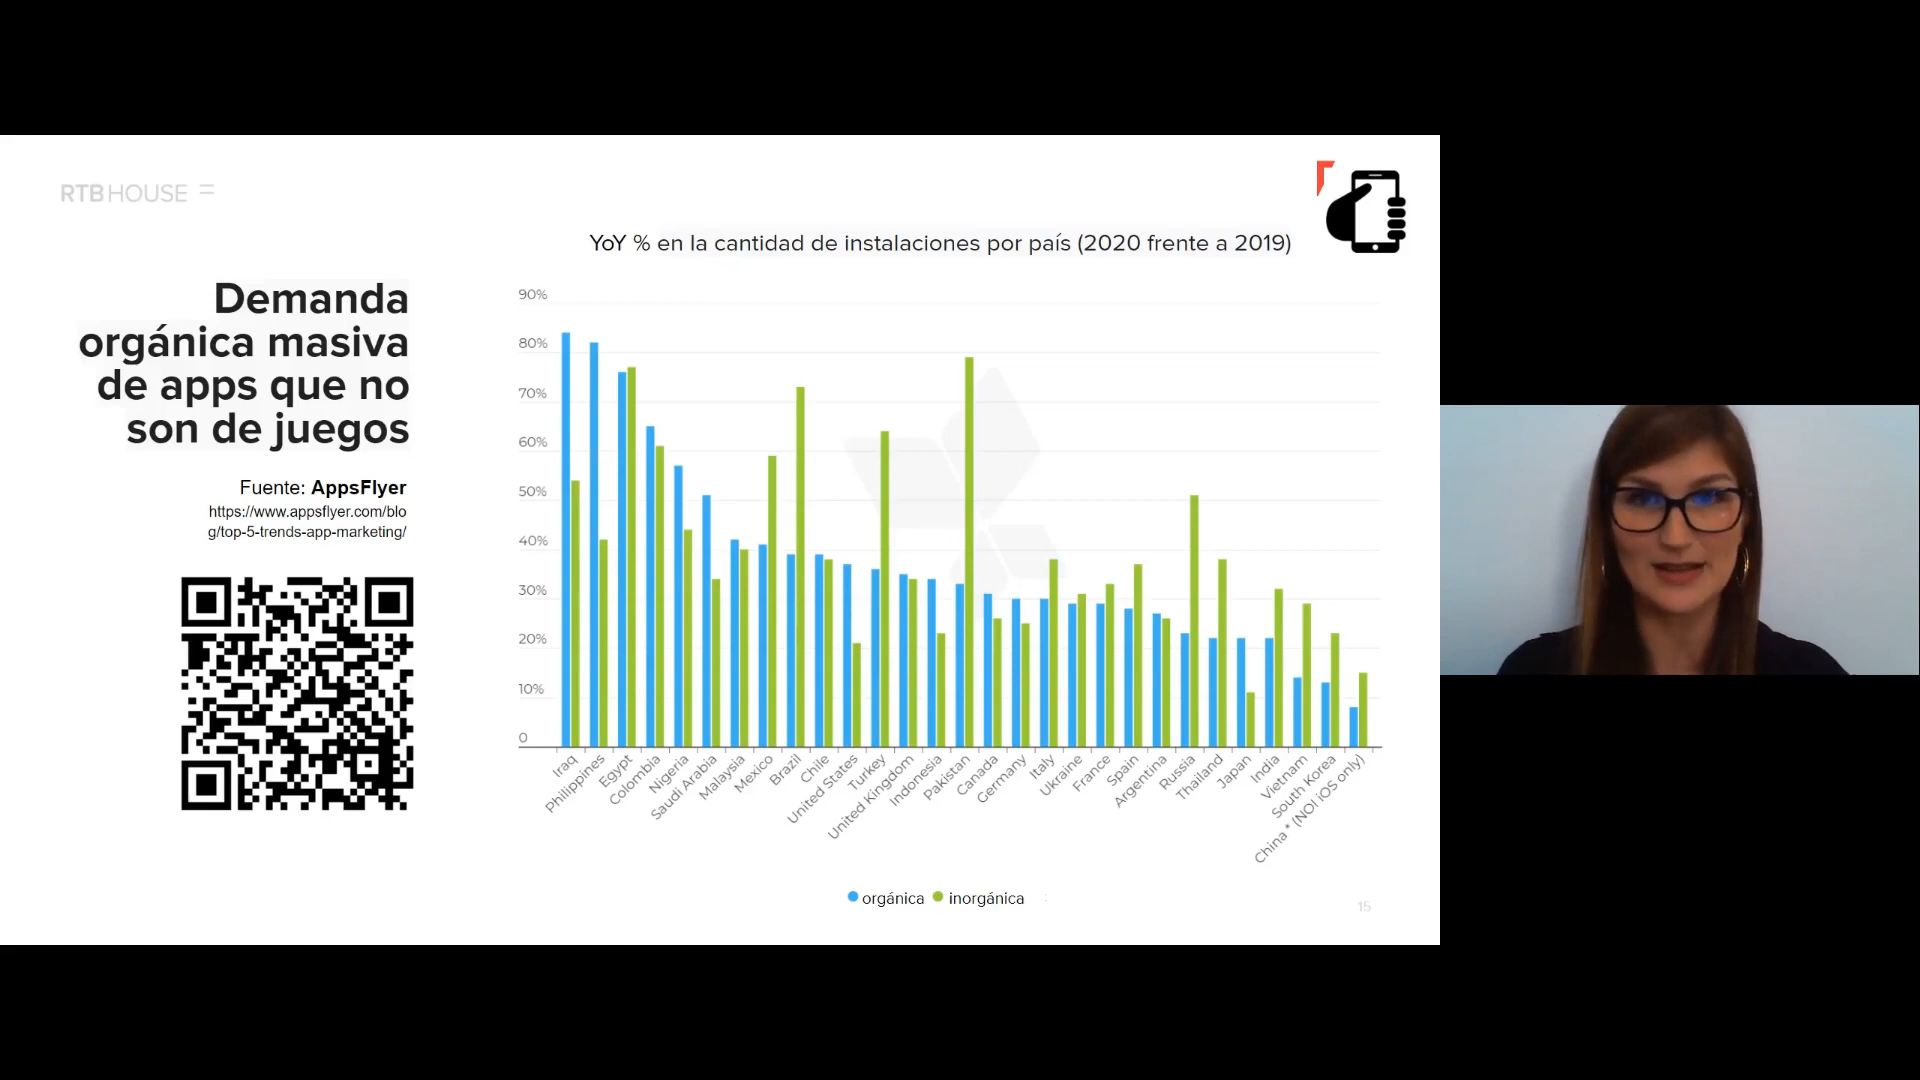 RTB HOUSE
YoY % en la cantidad de instalaciones por país (2020 frente a 2019)
Demanda
orgánica masiva
de apps que no
son de juegos
Fuente: AppsFlyer
https://www.appsflyer.com/blo
g/top-5-trends-app-marketing/
90%
80%
70%
60%
50%
40%
30%
20%
10%
0
Iraq
Philippines
Egypt
Colombia
Nigeria
Saudi Arabia
Malaysia
Mexico
Brazil
Chile
United States
Turkey
United Kingdom
Indonesia
Pakistan
Canada
Germany
Italy
Ukraine
France
Spain
Argentina
Russia
Thailand
Japan
India
Vietnam
South Korea
China * (NOI iOS only)
orgánica
inorgánica
15